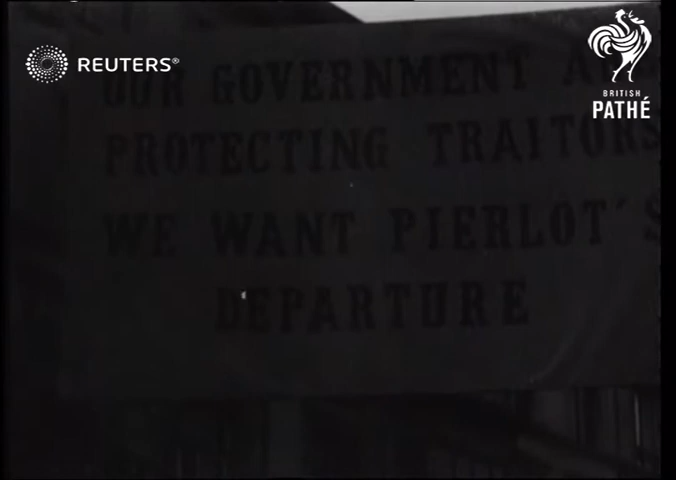 REUTERS®
BRITISH
PATHÉ
OUR GOVERNMENT
PROTECTING TRAITORS
WE WANT PIERLOT'S
DEPARTURE